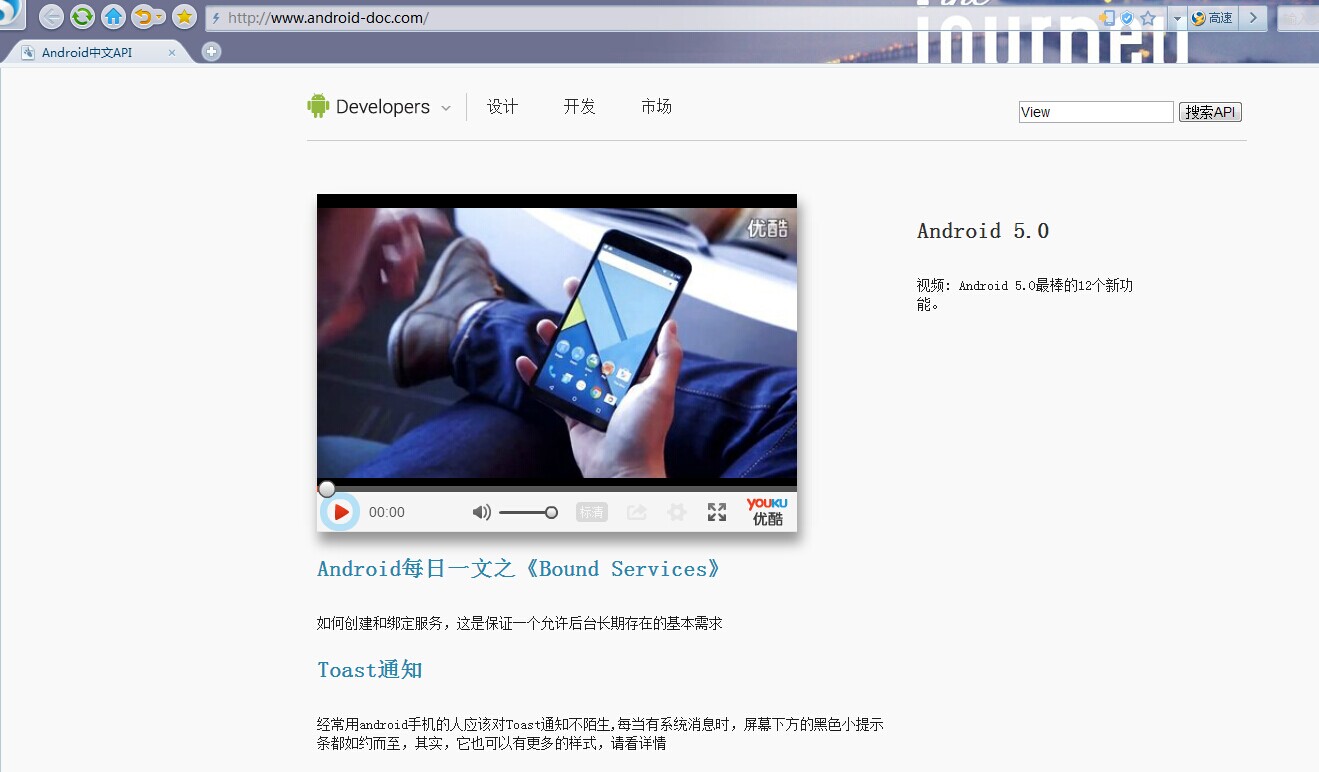 http://www.android-doc.com/
高速
Android中文API
Developers
设计
开发
市场
View
搜索API
优酷
Android 5.0
视频: Android 5.0最棒的12个新功
能。
00:00
标清
YOUKU
优酷
Android每日一文之《Bound Services》
如何创建和绑定服务，这是保证一个允许后台长期存在的基本需求
Toast通知
经常用android手机的人应该对Toast通知不陌生,每当有系统消息时，屏幕下方的黑色小提示
条都如约而至，其实，它也可以有更多的样式，请看详情